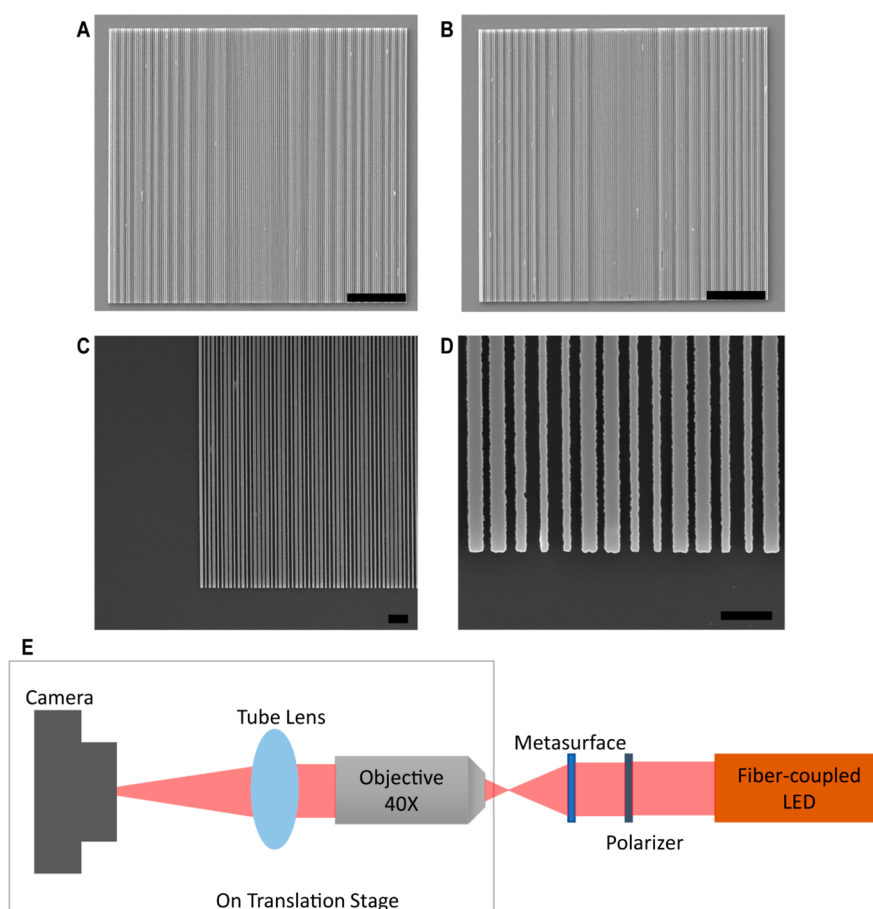 A
B
C
D
E
Camera
Tube Lens
Objective
40X
Metasurface
Polarizer
Fiber-coupled
LED
On Translation Stage